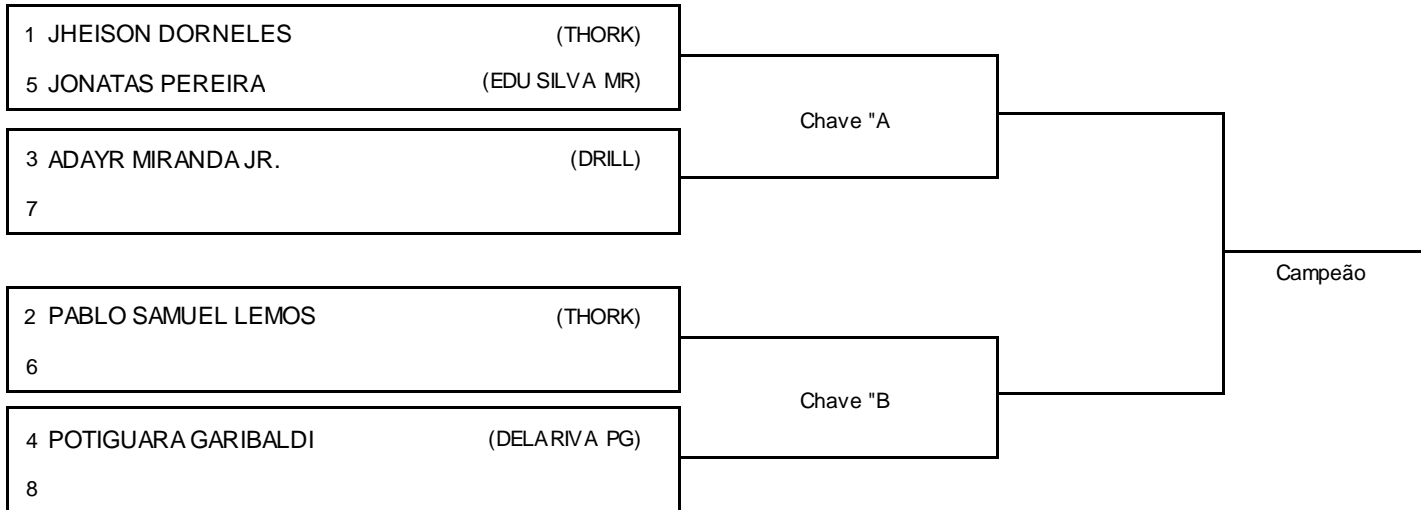 1 JHEISON DORNELES (THORK)
5 JONATAS PEREIRA (EDU SILVA MR)
Chave "A
3 ADAYR MIRANDA JR. (DRILL)
7
Campeão
2 PABLO SAMUEL LEMOS (THORK)
6
Chave "B
4 POTIGUARA GARIBALDI (DELARIVA PG)
8